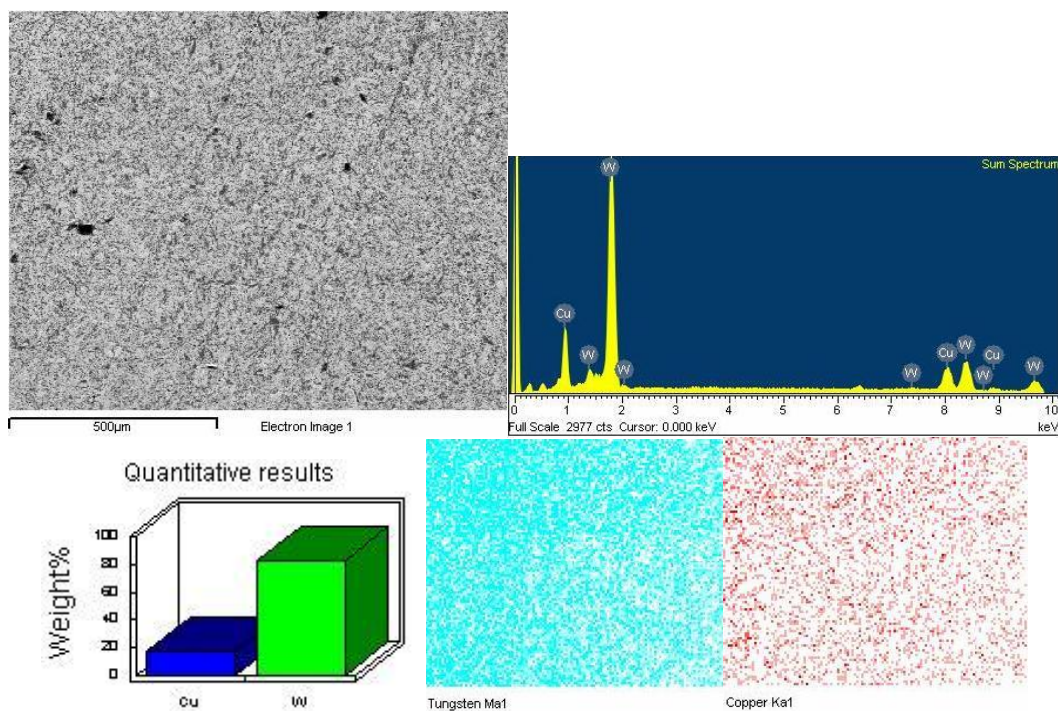 500µm
Electron Image 1
Sum Spectrum
W
Cu
W
W
W
Cu
W
W
Cu
W
0 1 2 3 4 5 6 7 8 9 10
Full Scale 2977 cts Cursor: 0.000 keV
keV
Quantitative results
Weight%
100
80
60
40
20
0
Cu
W
Tungsten Ma1
Copper Ka1